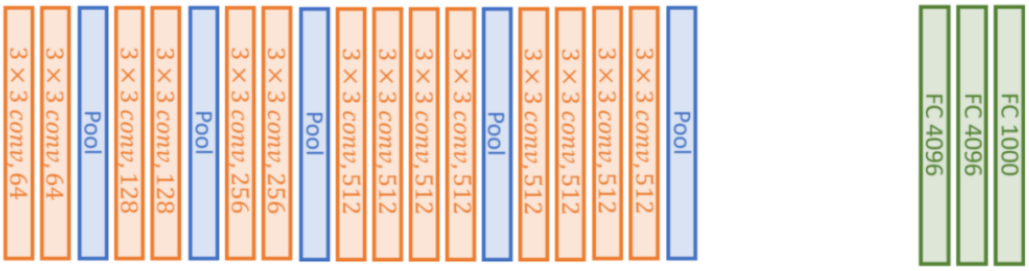 3 × 3 conv, 64
3 × 3 conv, 64
Pool
3 × 3 conv, 128
3 × 3 conv, 128
Pool
3 × 3 conv, 256
3 × 3 conv, 256
Pool
3 × 3 conv, 512
3 × 3 conv, 512
3 × 3 conv, 512
3 × 3 conv, 512
Pool
3 × 3 conv, 512
3 × 3 conv, 512
3 × 3 conv, 512
3 × 3 conv, 512
Pool
FC 4096
FC 4096
FC 1000